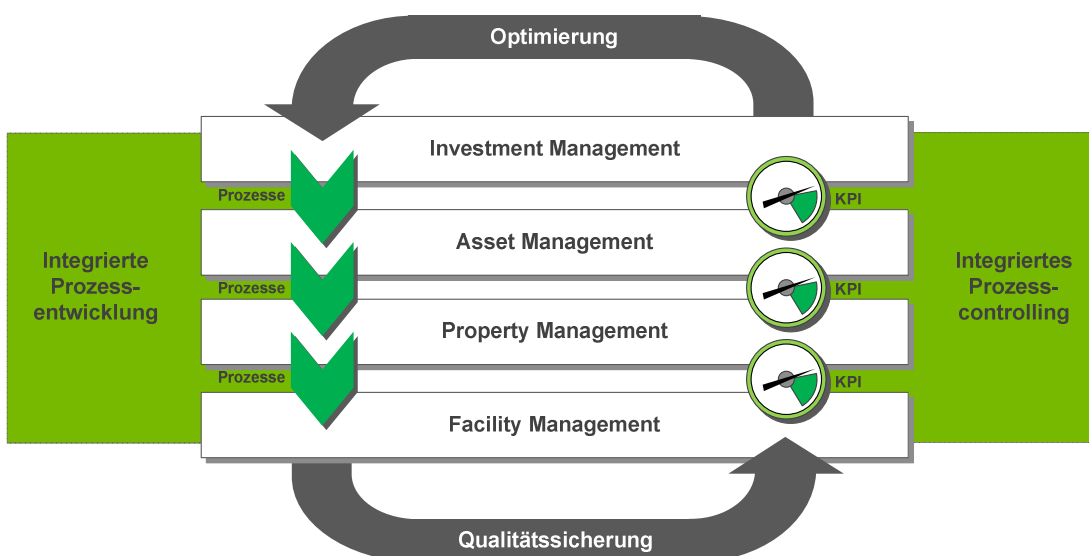 Optimierung
Investment Management
Prozesse
KPI
Asset Management
Integrierte
Prozess-
entwicklung
Integriertes
Prozess-
controlling
Prozesse
KPI
Property Management
Prozesse
KPI
Facility Management
Qualitätssicherung